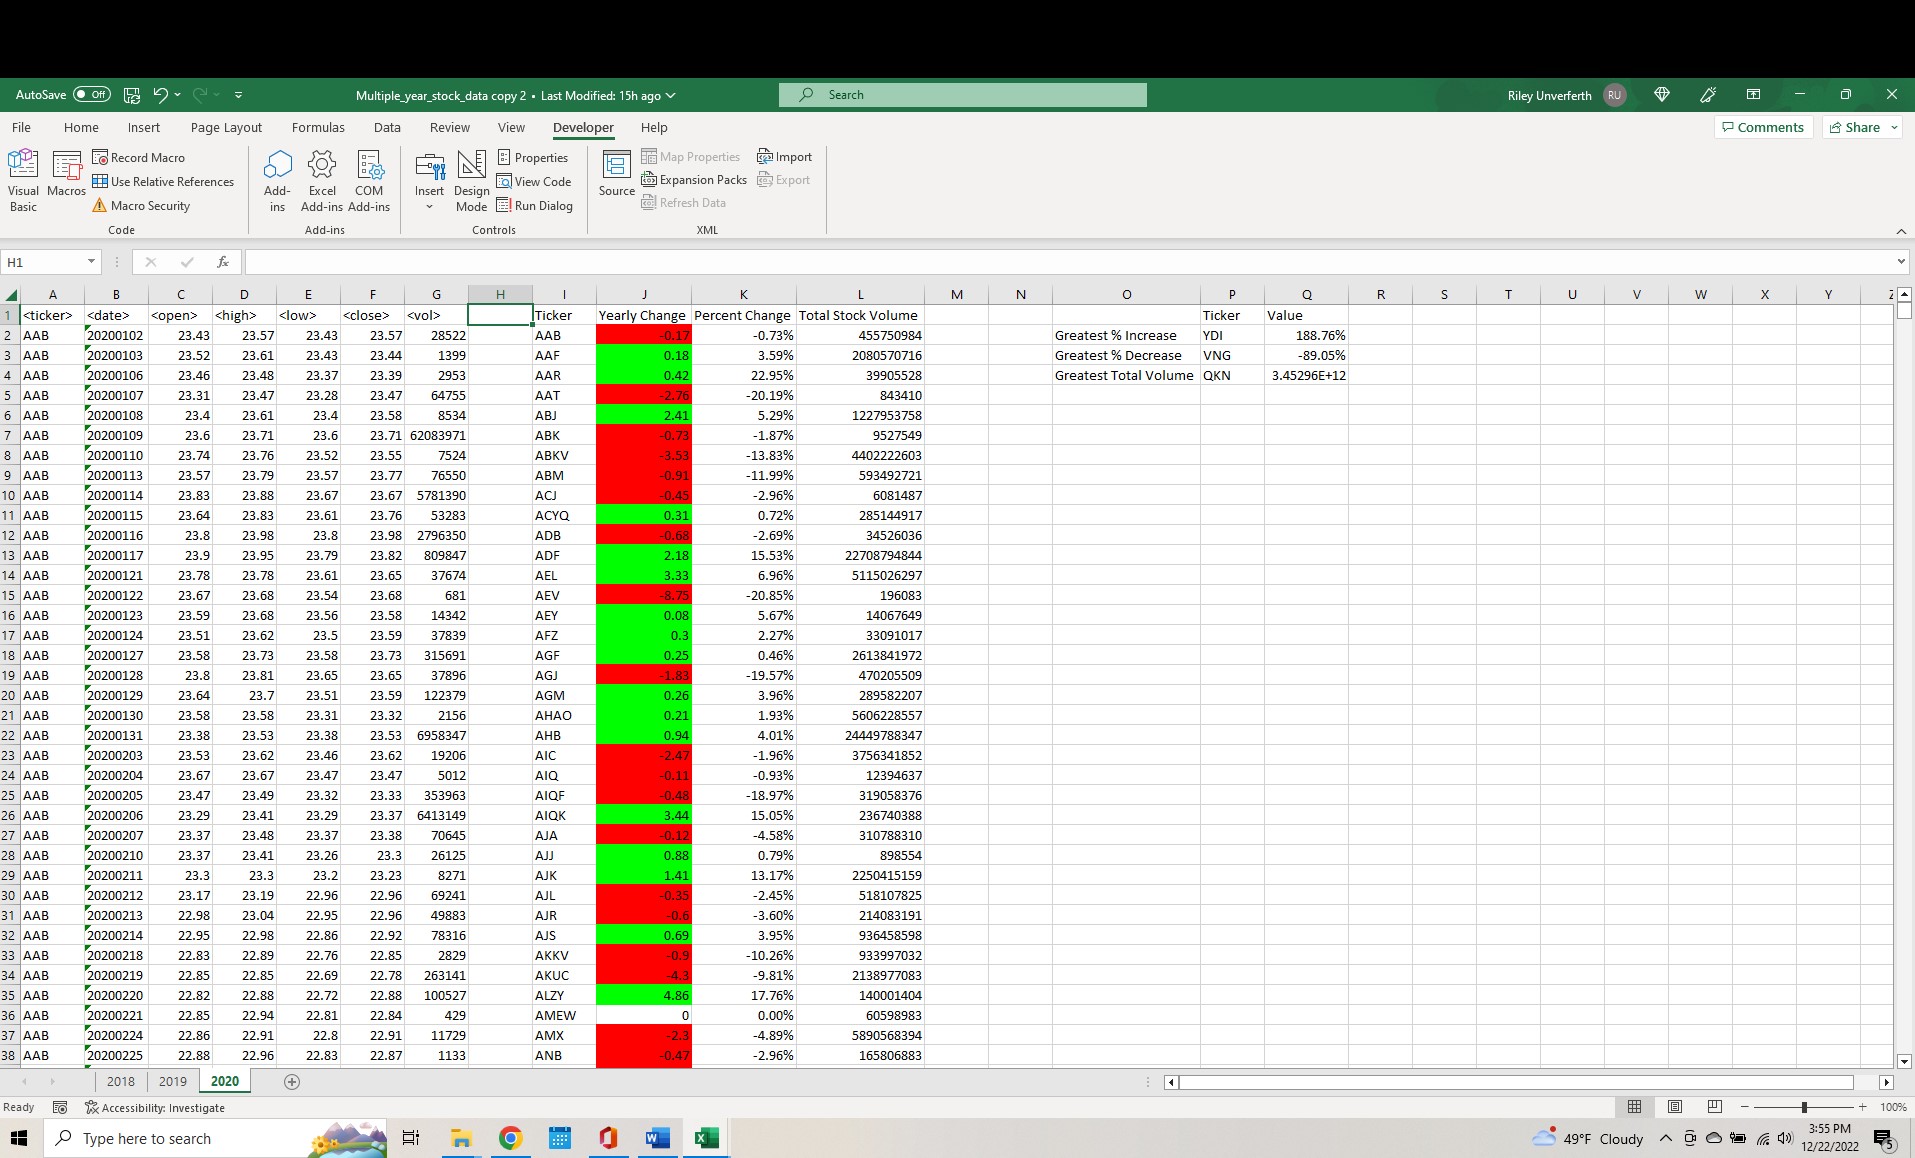 AutoSave Off Multiple_year_stock_data copy 2 • Last Modified: 15h ago Search Riley Unverferth RU
File Home Insert Page Layout Formulas Data Review View Developer Help Comments Share
Visual Basic
Macros
Record Macro
Use Relative References
Macro Security
Code
Add-ins
Excel Add-ins
COM Add-ins
Add-ins
Insert
Design Mode
Properties
View Code
Run Dialog
Controls
Source
Map Properties
Expansion Packs
Refresh Data
Import
Export
XML
H1 fx
A B C D E F G H I J K L M N O P Q R S T U V W X Y Z
1 <ticker> <date> <open> <high> <low> <close> <vol> Ticker Yearly Change Percent Change Total Stock Volume Ticker Value
2 AAB 20200102 23.43 23.57 23.43 23.57 28522 AAB -0.17 -0.73% 455750984 Greatest % Increase YDI 188.76%
3 AAB 20200103 23.52 23.61 23.43 23.44 1399 AAF 0.18 3.59% 2080570716 Greatest % Decrease VNG -89.05%
4 AAB 20200106 23.46 23.48 23.37 23.39 2953 AAR 0.42 22.95% 39905528 Greatest Total Volume QKN 3.45296E+12
5 AAB 20200107 23.31 23.47 23.28 23.47 64755 AAT -2.76 -20.19% 843410
6 AAB 20200108 23.4 23.61 23.4 23.58 8534 ABJ 2.41 5.29% 1227953758
7 AAB 20200109 23.6 23.71 23.6 23.71 62083971 ABK -0.73 -1.87% 9527549
8 AAB 20200110 23.74 23.76 23.52 23.55 7524 ABKV -3.53 -13.83% 4402222603
9 AAB 20200113 23.57 23.79 23.57 23.77 76550 ABM -0.91 -11.99% 593492721
10 AAB 20200114 23.83 23.88 23.67 23.67 5781390 ACJ -0.45 -2.96% 6081487
11 AAB 20200115 23.64 23.83 23.61 23.76 53283 ACYQ 0.31 0.72% 285144917
12 AAB 20200116 23.8 23.98 23.8 23.98 2796350 ADB -0.68 -2.69% 34526036
13 AAB 20200117 23.9 23.95 23.79 23.82 809847 ADF 2.18 15.53% 22708794844
14 AAB 20200121 23.78 23.78 23.61 23.65 37674 AEL 3.33 6.96% 5115026297
15 AAB 20200122 23.67 23.68 23.54 23.68 681 AEV -8.75 -20.85% 196083
16 AAB 20200123 23.59 23.68 23.56 23.58 14342 AEY 0.08 5.67% 14067649
17 AAB 20200124 23.51 23.62 23.5 23.59 37839 AFZ 0.3 2.27% 33091017
18 AAB 20200127 23.58 23.73 23.58 23.73 315691 AGF 0.25 0.46% 2613841972
19 AAB 20200128 23.8 23.81 23.65 23.65 37896 AGJ -1.83 -19.57% 470205509
20 AAB 20200129 23.64 23.7 23.51 23.59 122379 AGM 0.26 3.96% 289582207
21 AAB 20200130 23.58 23.58 23.31 23.32 2156 AHAO 0.21 1.93% 5606228557
22 AAB 20200131 23.38 23.53 23.38 23.53 6958347 AHB 0.94 4.01% 24449788347
23 AAB 20200203 23.53 23.62 23.46 23.62 19206 AIC -2.47 -1.96% 3756341852
24 AAB 20200204 23.67 23.67 23.47 23.47 5012 AIQ -0.11 -0.93% 12394637
25 AAB 20200205 23.47 23.49 23.32 23.33 353963 AIQF -0.48 -18.97% 319058376
26 AAB 20200206 23.29 23.41 23.29 23.37 6413149 AIQK 3.44 15.05% 236740388
27 AAB 20200207 23.37 23.48 23.37 23.38 70645 AJA -0.12 -4.58% 310788310
28 AAB 20200210 23.37 23.41 23.26 23.3 26125 AJJ 0.88 0.79% 898554
29 AAB 20200211 23.3 23.3 23.2 23.23 8271 AJK 1.41 13.17% 2250415159
30 AAB 20200212 23.17 23.19 22.96 22.96 69241 AJL -0.35 -2.45% 518107825
31 AAB 20200213 22.98 23.04 22.95 22.96 49883 AJR -0.6 -3.60% 214083191
32 AAB 20200214 22.95 22.98 22.86 22.92 78316 AJS 0.69 3.95% 936458598
33 AAB 20200218 22.83 22.89 22.76 22.85 2829 AKKV -0.9 -10.26% 933997032
34 AAB 20200219 22.85 22.85 22.69 22.78 263141 AKUC -4.3 -9.81% 2138977083
35 AAB 20200220 22.82 22.88 22.72 22.88 100527 ALZY 4.86 17.76% 140001404
36 AAB 20200221 22.85 22.94 22.81 22.84 429 AMEW 0 0.00% 60598983
37 AAB 20200224 22.86 22.91 22.8 22.91 11729 AMX -2.3 -4.89% 5890568394
38 AAB 20200225 22.88 22.96 22.83 22.87 1133 ANB -0.47 -2.96% 165806883
2018 2019 2020
Ready Accessibility: Investigate 100%
Type here to search 49°F Cloudy 3:55 PM
12/22/2022 5